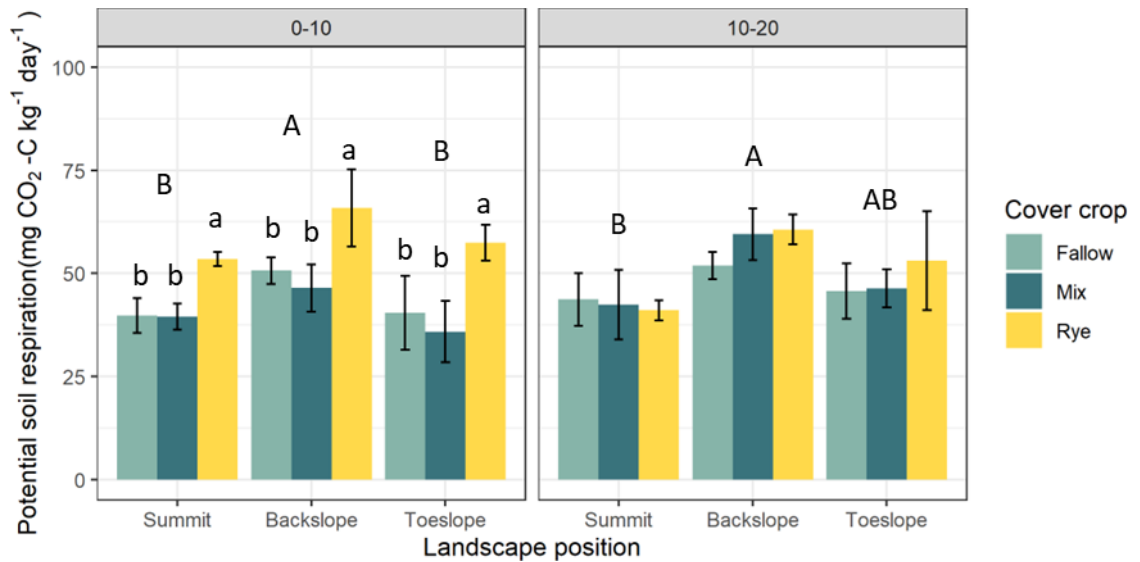 Potential soil respiration(mg CO₂ -C kg⁻¹ day⁻¹)
0-10
10-20
100
75
50
25
0
B
A
B
b b a
b b a
b b a
B
A
AB
Summit Backslope Toeslope
Summit Backslope Toeslope
Landscape position
Cover crop
Fallow
Mix
Rye